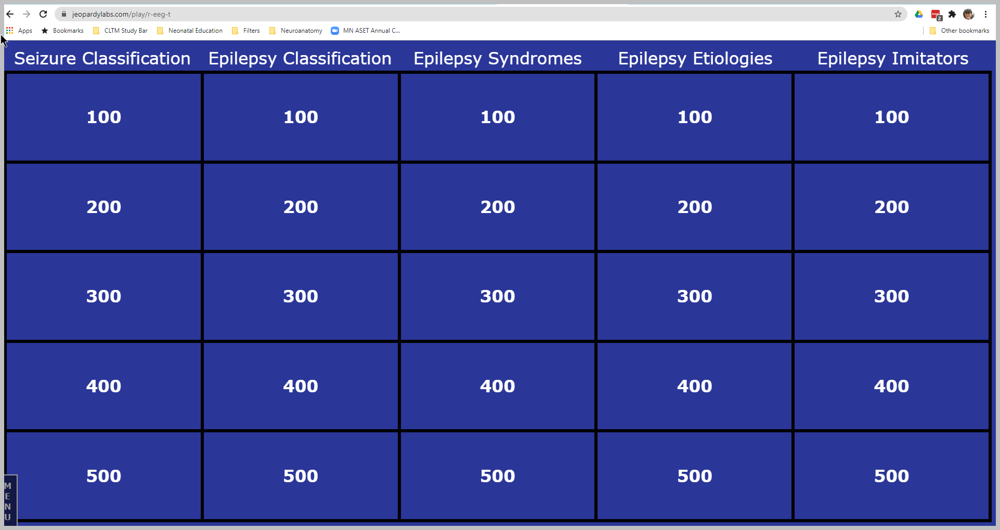 jeopardylabs.com/play/r-eeg-t
2
Apps Bookmarks CLTM Study Bar Neonatal Education Filters Neuroanatomy MN ASET Annual C... Other bookmarks
Seizure Classification Epilepsy Classification Epilepsy Syndromes Epilepsy Etiologies Epilepsy Imitators
100 100 100 100 100
200 200 200 200 200
300 300 300 300 300
400 400 400 400 400
500 500 500 500 500
MENU